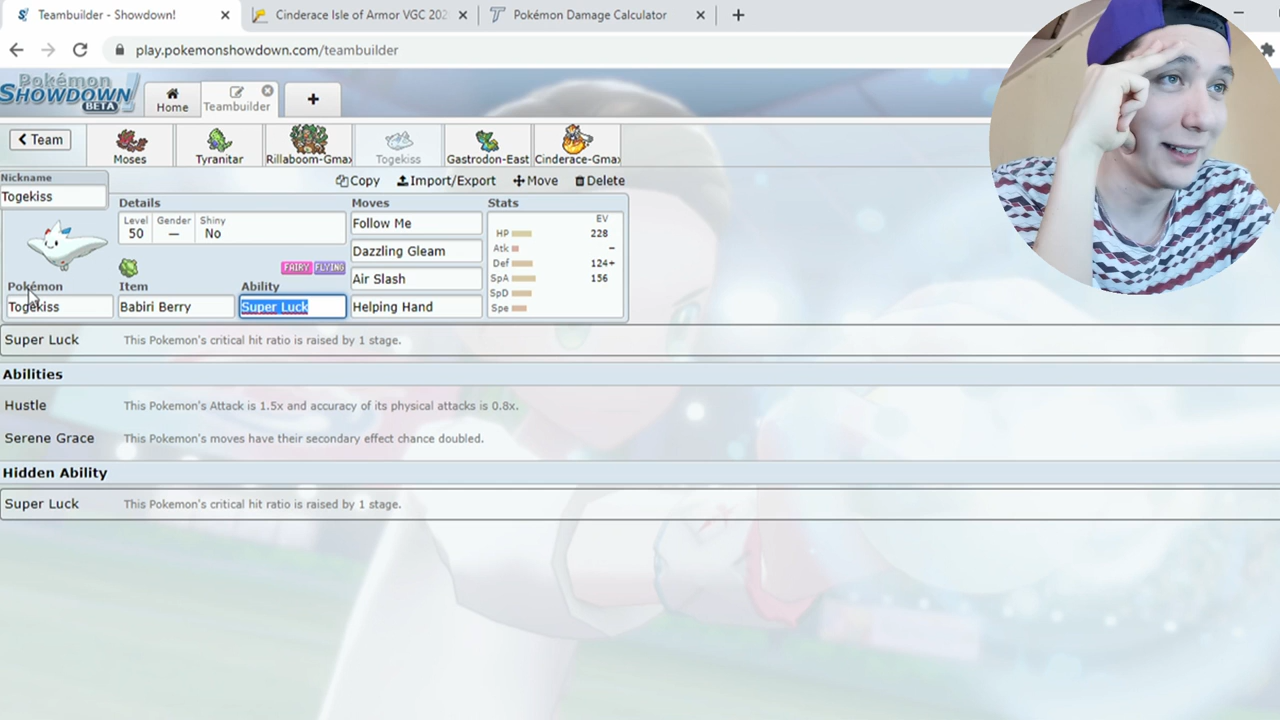 Teambuilder - Showdown!
Cinderace Isle of Armor VGC 202
Pokémon Damage Calculator
play.pokemonshowdown.com/teambuilder
Pokémon
SHOWDOWN!
BETA
Home
Teambuilder
Team
Moses
Tyranitar
Rillaboom-Gmax
Togekiss
Gastrodon-East
Cinderace-Gmax
Nickname
Togekiss
Copy
Import/Export
Move
Delete
Details
Moves
Stats
Level
Gender
Shiny
50
—
No
Follow Me
Dazzling Gleam
Air Slash
Helping Hand
EV
HP 228
Atk –
Def 124+
SpA 156
SpD
Spe
FAIRY FLYING
Pokémon
Item
Ability
Togekiss
Babiri Berry
Super Luck
Super Luck This Pokemon's critical hit ratio is raised by 1 stage.
Abilities
Hustle This Pokemon's Attack is 1.5x and accuracy of its physical attacks is 0.8x.
Serene Grace This Pokemon's moves have their secondary effect chance doubled.
Hidden Ability
Super Luck This Pokemon's critical hit ratio is raised by 1 stage.